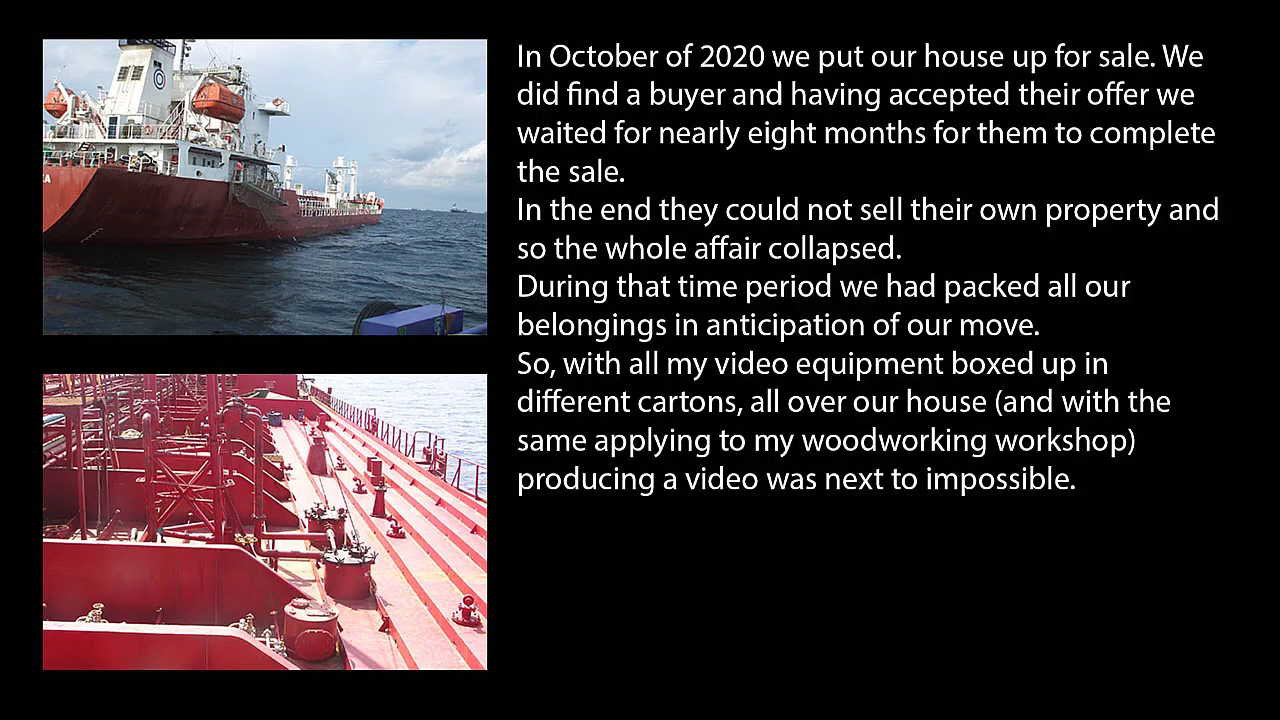 In October of 2020 we put our house up for sale. We
did find a buyer and having accepted their offer we
waited for nearly eight months for them to complete
the sale.
In the end they could not sell their own property and
so the whole affair collapsed.
During that time period we had packed all our
belongings in anticipation of our move.
So, with all my video equipment boxed up in
different cartons, all over our house (and with the
same applying to my woodworking workshop)
producing a video was next to impossible.